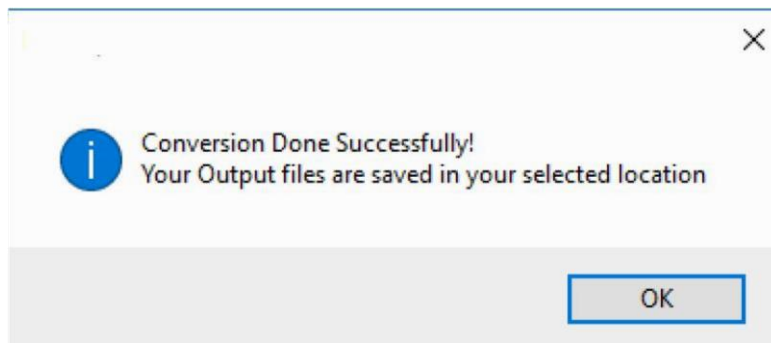 Conversion Done Successfully!
Your Output files are saved in your selected location
OK